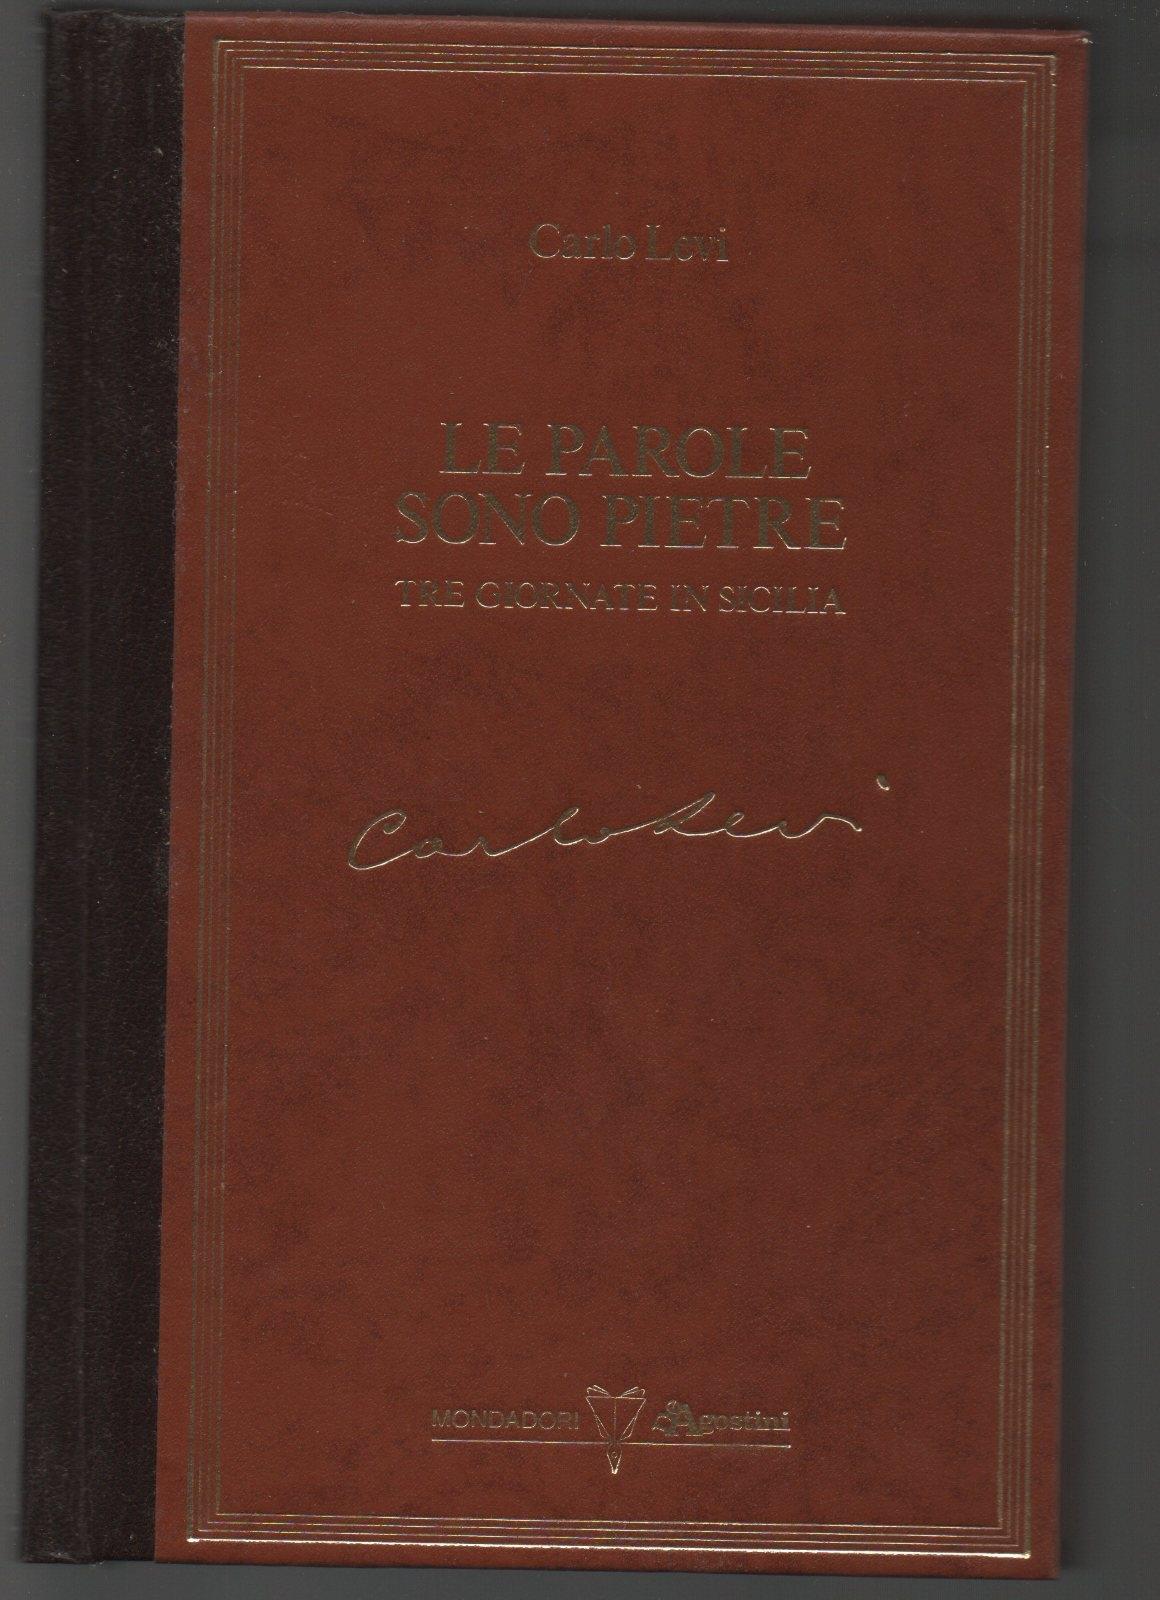 Carlo Levi
LE PAROLE
SONO PIETRE
TRE GIORNATE IN SICILIA
Carlo Levi
MONDADORI DeAgostini